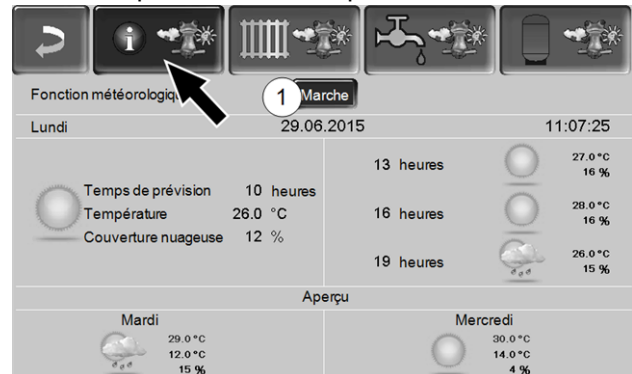 Fonction météorologiq
1
Marche
Lundi 29.06.2015 11:07:25
Temps de prévision 10 heures
Température 26.0 °C
Couverture nuageuse 12 %
13 heures 27.0°C
16 %
16 heures 28.0°C
16 %
19 heures 26.0°C
15 %
Aperçu
Mardi
29.0°C
12.0°C
15 %
Mercredi
30.0°C
14.0°C
4 %